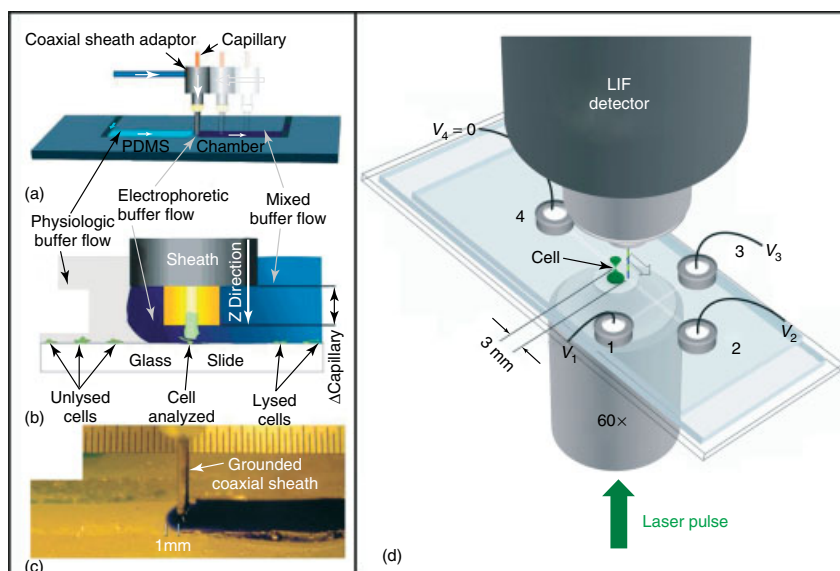 Coaxial sheath adaptor
Capillary
PDMS
Chamber
(a)
Physiologic
buffer flow
Electrophoretic
buffer flow
Mixed
buffer flow
Sheath
Z Direction
ΔCapillary
Glass
Slide
Unlysed
cells
Cell
analyzed
Lysed
cells
(b)
Grounded
coaxial sheath
1mm
(c)
LIF
detector
V4 = 0
4
Cell
3
V3
3 mm
V1
1
2
V2
60×
Laser pulse
(d)